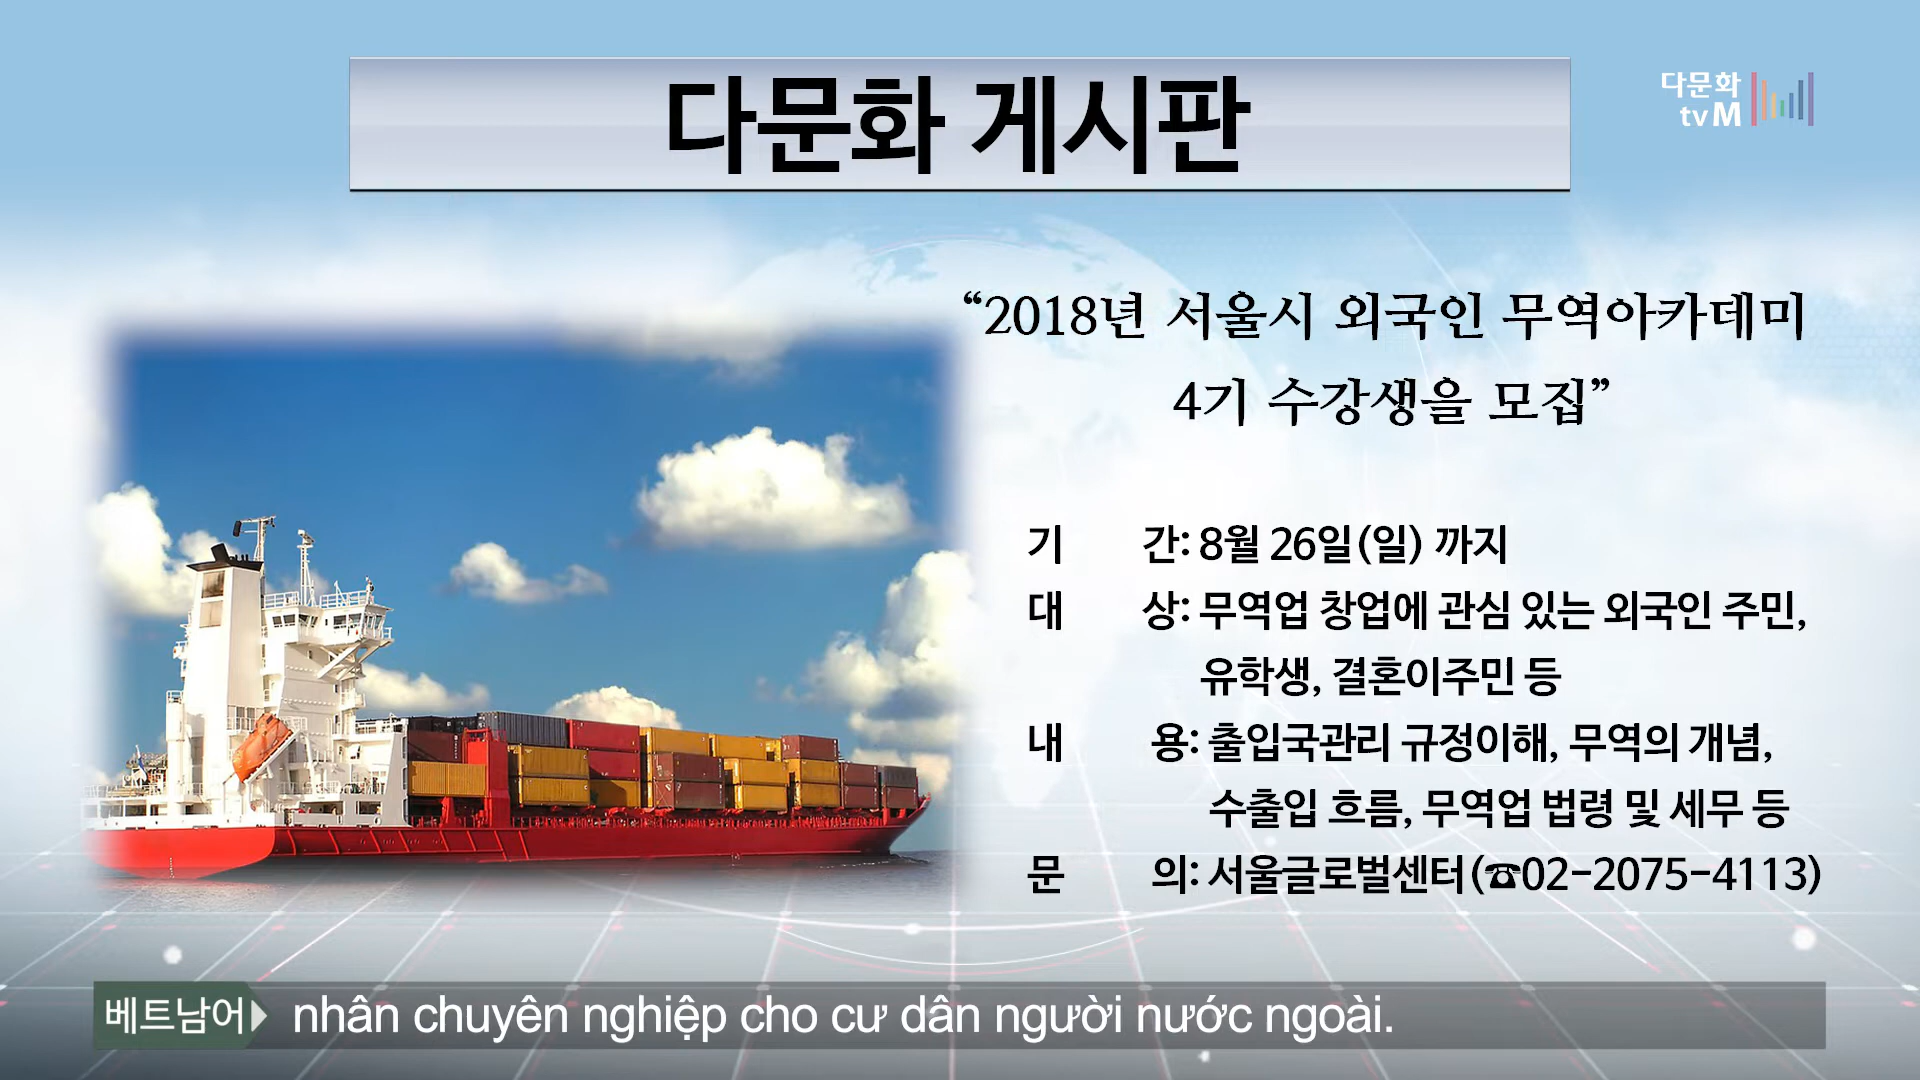 다문화 게시판
다문화
tv M
“2018년 서울시 외국인 무역아카데미
4기 수강생을 모집”
기 간: 8월 26일(일) 까지
대 상: 무역업 창업에 관심 있는 외국인 주민,
유학생, 결혼이주민 등
내 용: 출입국관리 규정이해, 무역의 개념,
수출입 흐름, 무역업 법령 및 세무 등
문 의: 서울글로벌센터(☎02-2075-4113)
베트남어 nhân chuyên nghiệp cho cư dân người nước ngoài.